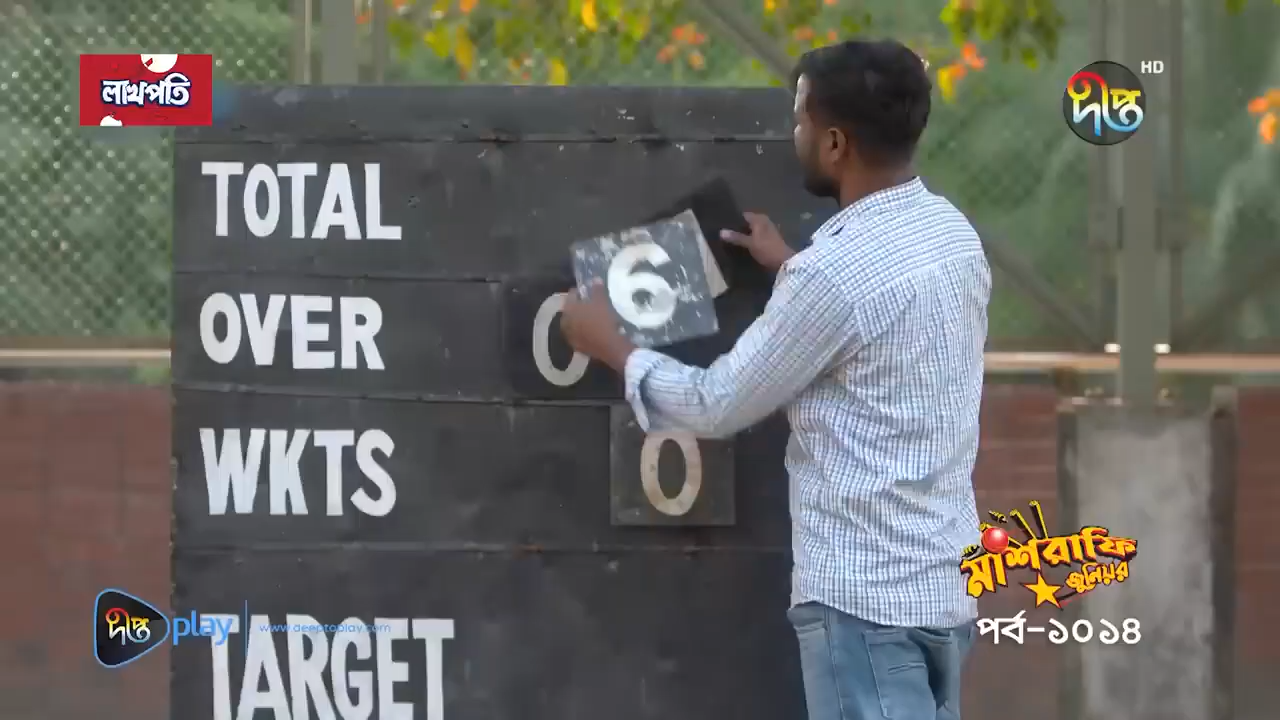 লাখপতি
দীপ্ত
HD
TOTAL
6
OVER
0
WKTS
0
TARGET
দীপ্ত play
www.deeptoplay.com
মাশরাফি
জুনিয়র
পর্ব-১০১৪